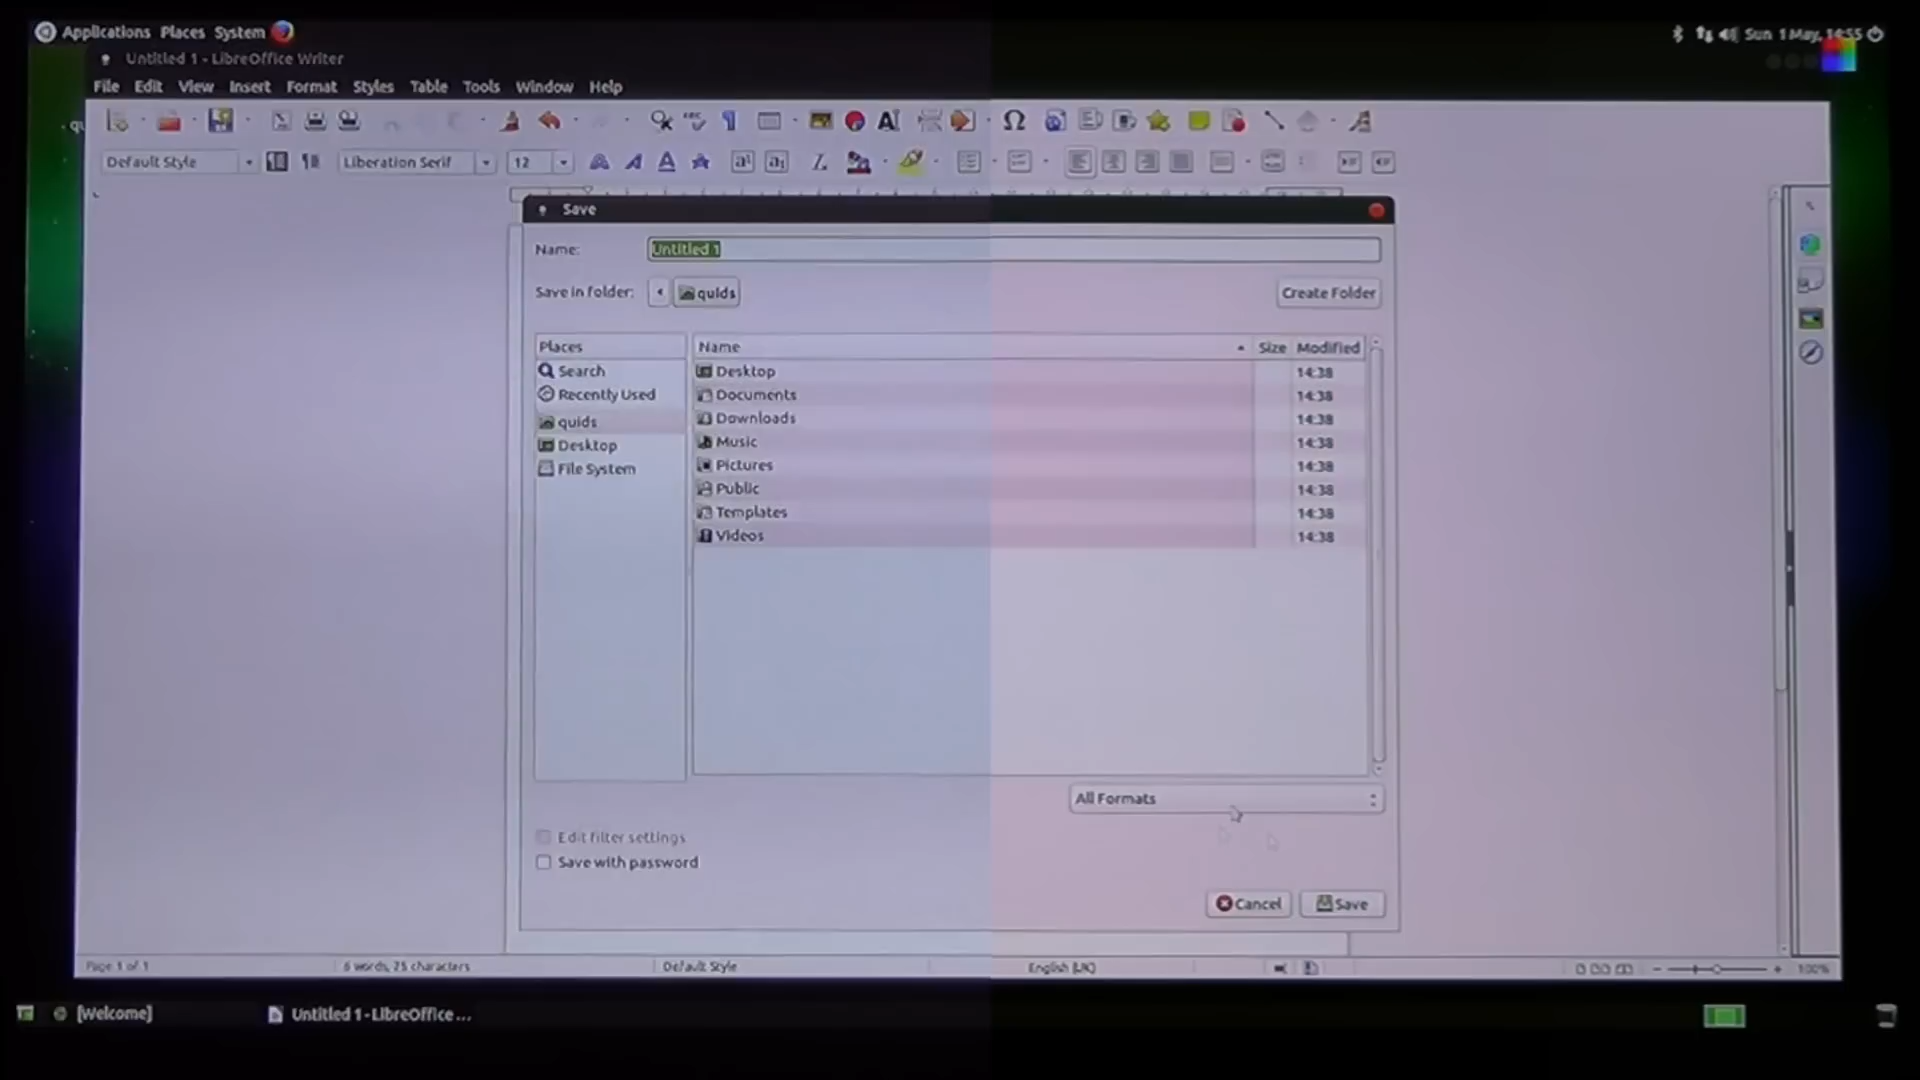 Applications Places System
Sun 1 May, 14:55
Untitled 1 - LibreOffice Writer
File Edit View Insert Format Styles Table Tools Window Help
Default Style
Liberation Serif
12
Save
Name:
Untitled 1
Save in folder:
quids
Create Folder
Places
Name
Size
Modified
Search
Recently Used
quids
Desktop
File System
Desktop 14:38
Documents 14:38
Downloads 14:38
Music 14:38
Pictures 14:38
Public 14:38
Templates 14:38
Videos 14:38
All Formats
Edit filter settings
Save with password
Cancel
Save
Page 1 of 1
6 words, 75 characters
Default Style
English (UK)
100%
[Welcome]
Untitled 1 - LibreOffice ...